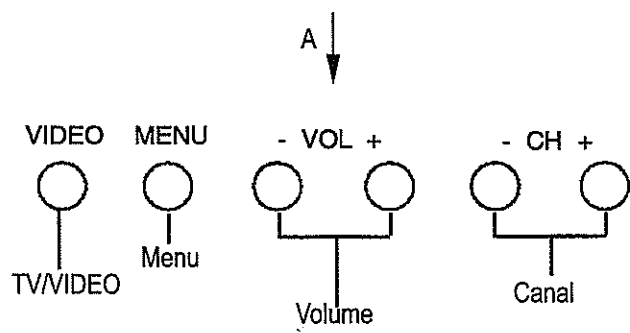 A
VIDEO MENU - VOL + - CH +
Menu
TV/VIDEO
Canal
Volume